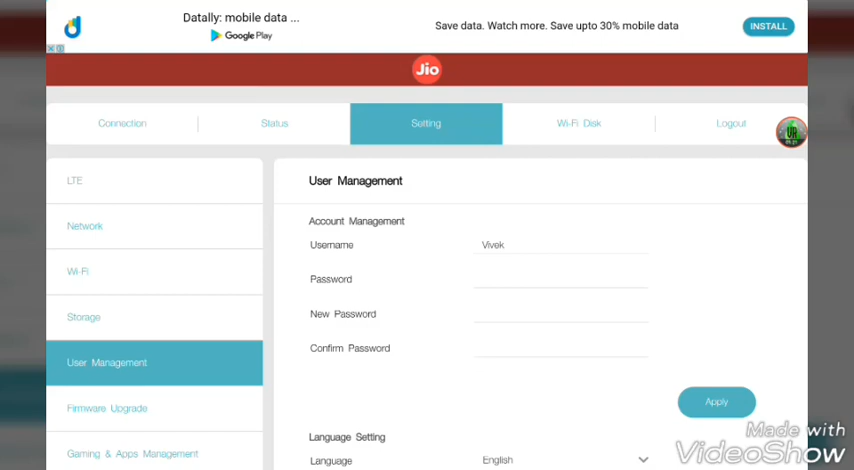 Datally: mobile data ...
Google Play
Save data. Watch more. Save upto 30% mobile data
INSTALL
Jio
Connection
Status
Setting
Wi-Fi Disk
Logout
UR
LTE
Network
Wi-Fi
Storage
User Management
Firmware Upgrade
Gaming & Apps Management
User Management
Account Management
Username
Vivek
Password
New Password
Confirm Password
Apply
Language Setting
Language
English
Made with
VideoShow